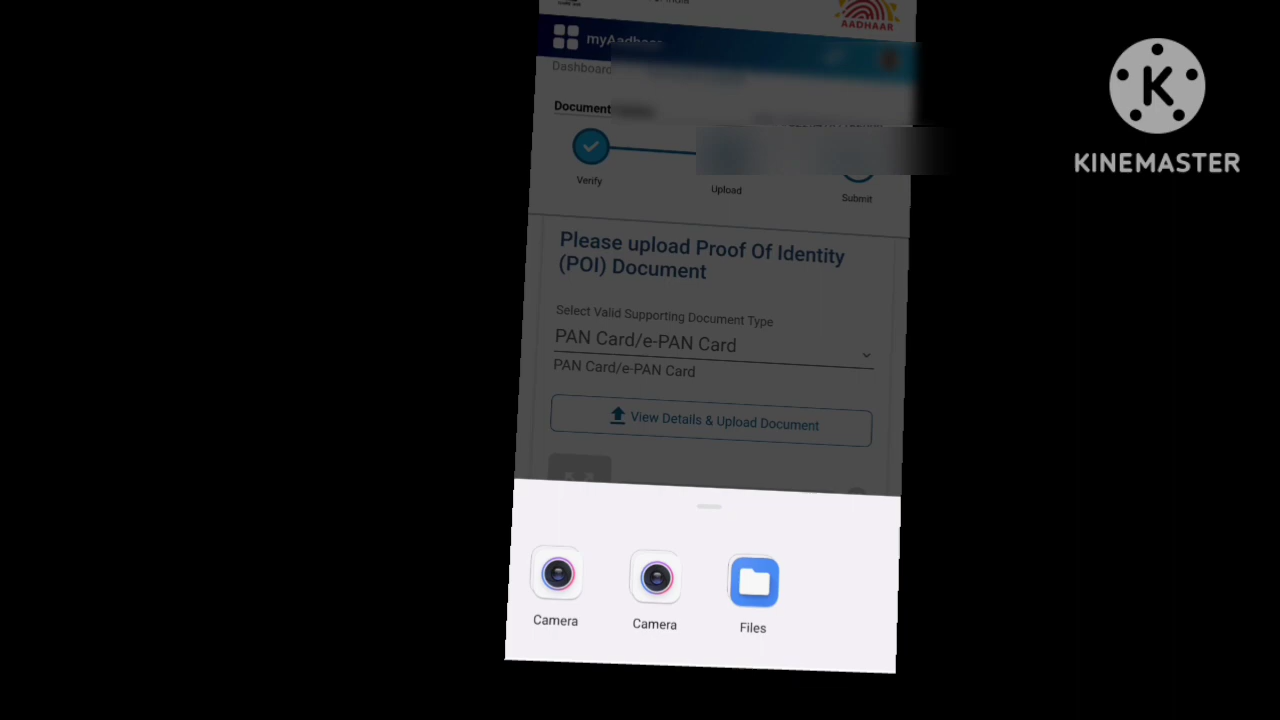 AADHAAR
myAadhaar
Dashboard
Document
Verify
Upload
Submit
Please upload Proof Of Identity
(POI) Document
Select Valid Supporting Document Type
PAN Card/e-PAN Card
PAN Card/e-PAN Card
View Details & Upload Document
Camera
Camera
Files
K
KINEMASTER